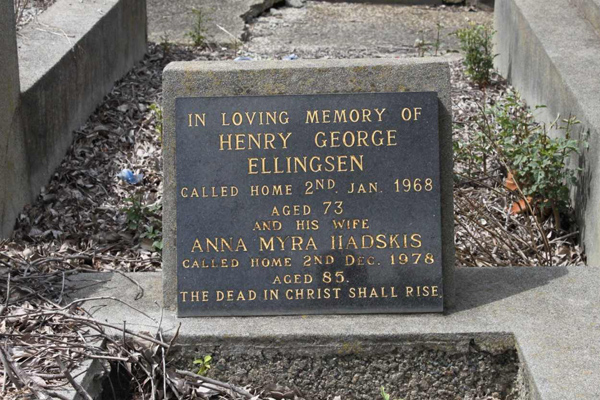 IN LOVING MEMORY OF
HENRY GEORGE
ELLINGSEN
CALLED HOME 2ND. JAN. 1968
AGED 73
AND HIS WIFE
ANNA MYRA HADSKIS
CALLED HOME 2ND DEC. 1978
AGED 85.
THE DEAD IN CHRIST SHALL RISE.